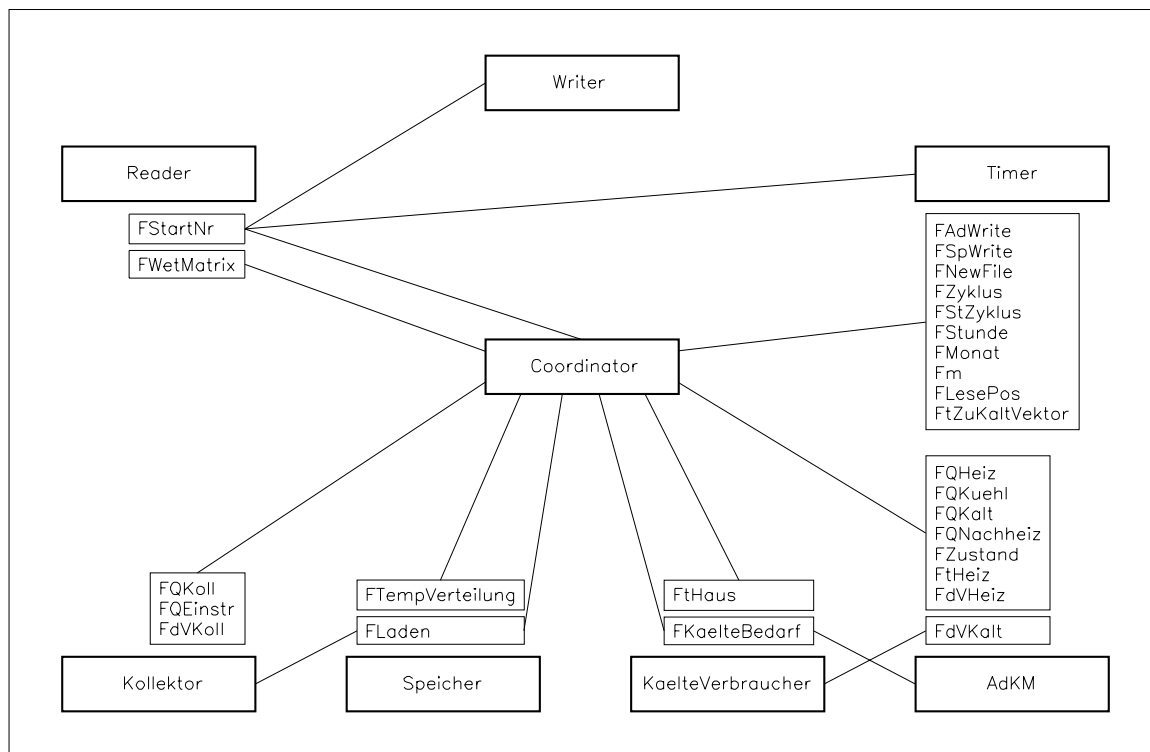 Writer
Reader
Timer
FStartNr
FWetMatrix
FAdWrite
FSpWrite
FNewFile
FZyklus
FStZyklus
FStunde
FMonat
Fm
FLesePos
FtZuKaltVektor
Coordinator
FQHeiz
FQKuehl
FQKalt
FQNachheiz
FZustand
FtHeiz
FdVHeiz
FQKoll
FQEinstr
FdVKoll
FTempVerteilung
FLaden
FtHaus
FKaelteBedarf
FdVKalt
Kollektor
Speicher
KaelteVerbraucher
AdKM